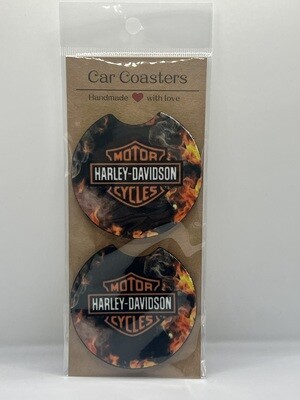 Car Coasters
Handmade with love
MOTOR
HARLEY-DAVIDSON
CYCLES
MOTOR
HARLEY-DAVIDSON
CYCLES